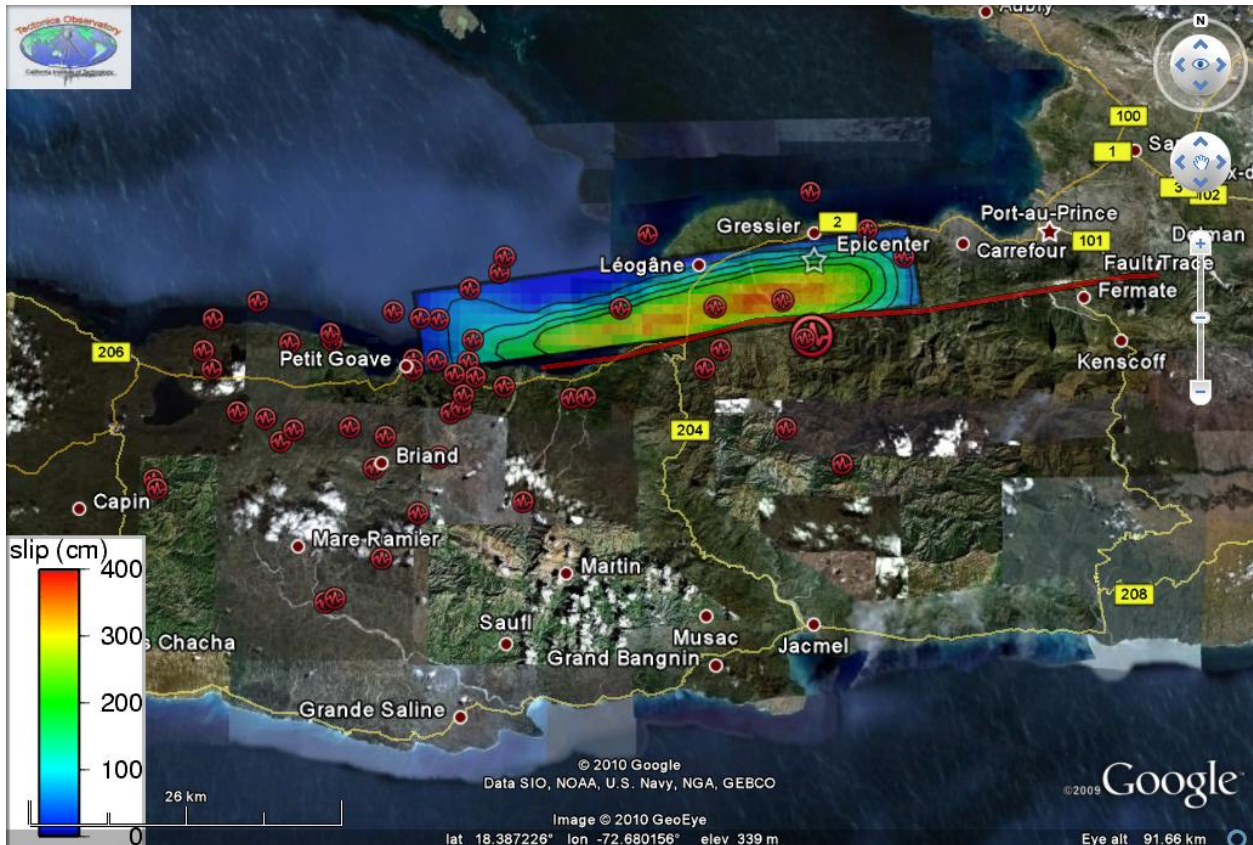 Tectonics Observatory
California Institute of Technology
Aubry
N
100
1
3
102
Gressier
2
Port-au-Prince
Epicenter
101
Carrefour
Léogâne
Fault Trace
Fermate
206
Petit Goave
Kenscoff
204
Briand
Capin
slip (cm)
Mare Ramier
400
Martin
208
300
Saufl
Musac
s Chacha
Jacmel
Grand Bangnin
200
Grande Saline
100
© 2010 Google
Data SIO, NOAA, U.S. Navy, NGA, GEBCO
©2009 Google
26 km
Image © 2010 GeoEye
0
lat 18.387226° lon -72.680156° elev 339 m
Eye alt 91.66 km